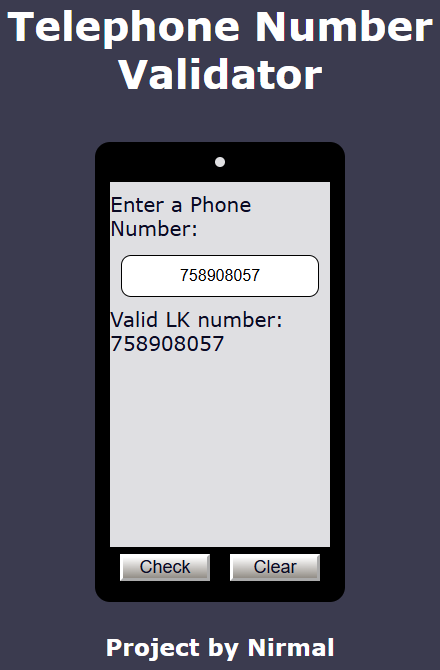 Telephone Number
Validator
Enter a Phone
Number:
758908057
Valid LK number:
758908057
Check
Clear
Project by Nirmal